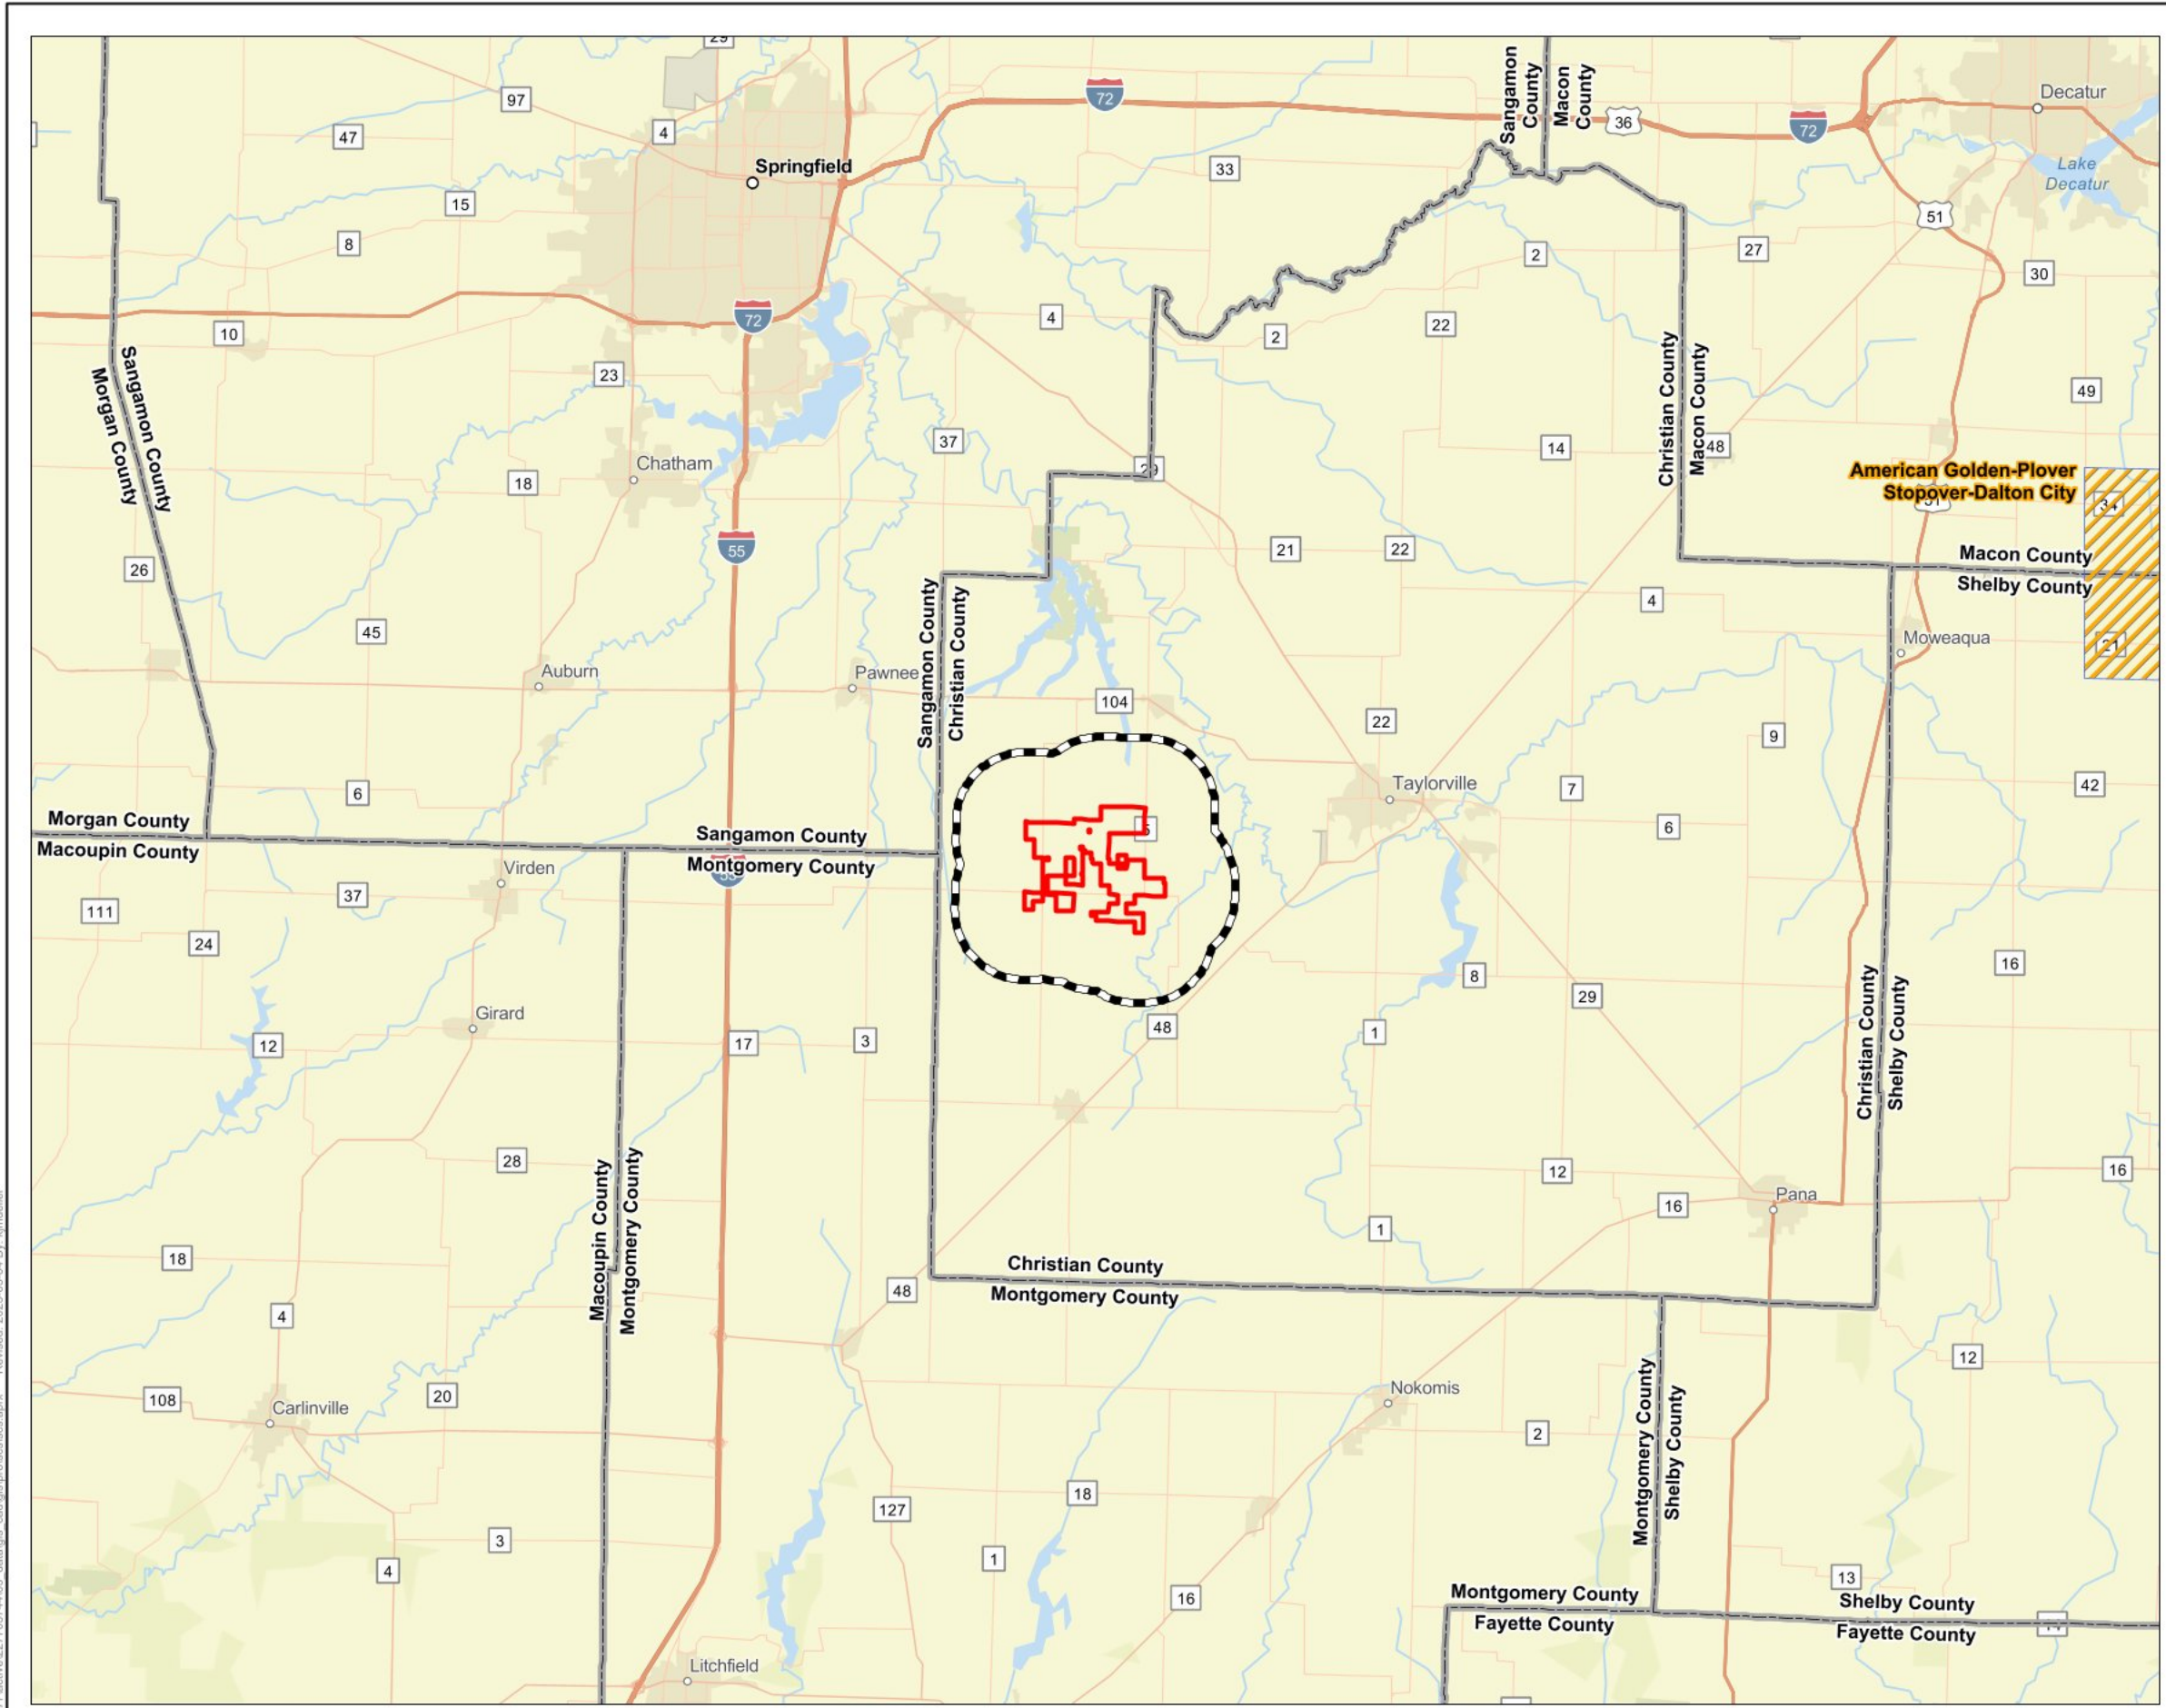 29
97
47
4
72
Sangamon
County
Macon
County
36
72
Decatur
Springfield
33
Lake
Decatur
15
8
51
2
27
30
10
72
4
2
22
Sangamon County
Morgan County
23
Christian County
Macon County
49
37
14
48
Chatham
18
29
American Golden-Plover
Stopover-Dalton City
51
34
55
21
22
Macon County
Shelby County
26
Sangamon County
Christian County
4
45
Moweaqua
21
Auburn
Pawnee
104
22
9
Taylorville
7
42
6
Morgan County
Macoupin County
Sangamon County
Montgomery County
55
6
Virden
37
111
24
16
8
29
Girard
12
17
3
48
1
Christian County
Shelby County
28
12
16
Macoupin County
Montgomery County
16
Pana
1
18
Christian County
Montgomery County
48
4
12
Montgomery County
Shelby County
108
20
Carlinville
Nokomis
2
127
18
3
4
1
16
13
Montgomery County
Fayette County
Shelby County
Fayette County
Litchfield